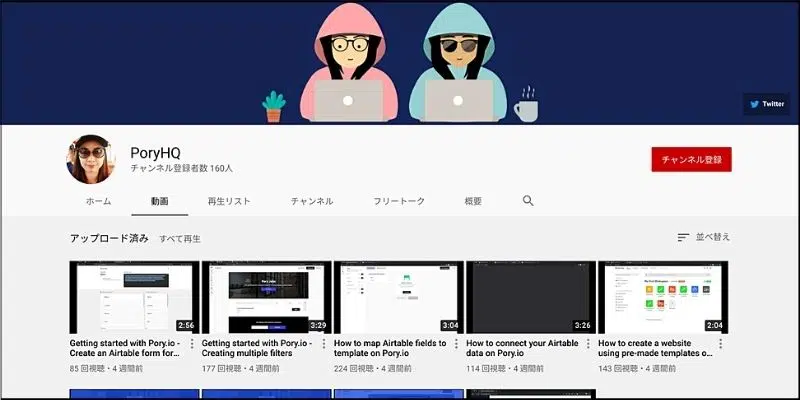 Twitter
PoryHQ
チャンネル登録者数 160人
チャンネル登録
ホーム
動画
再生リスト
チャンネル
フリートーク
概要
アップロード済み
すべて再生
並べ替え
2:56
3:29
3:04
3:26
2:04
Getting started with Pory.io -
Create an Airtable form for…
85 回視聴・4 週間前
Getting started with Pory.io -
Creating multiple filters
177 回視聴・4 週間前
How to map Airtable fields to
template on Pory.io
224 回視聴・4 週間前
How to connect your Airtable
data on Pory.io
114 回視聴・4 週間前
How to create a website
using pre-made templates o…
143 回視聴・4 週間前